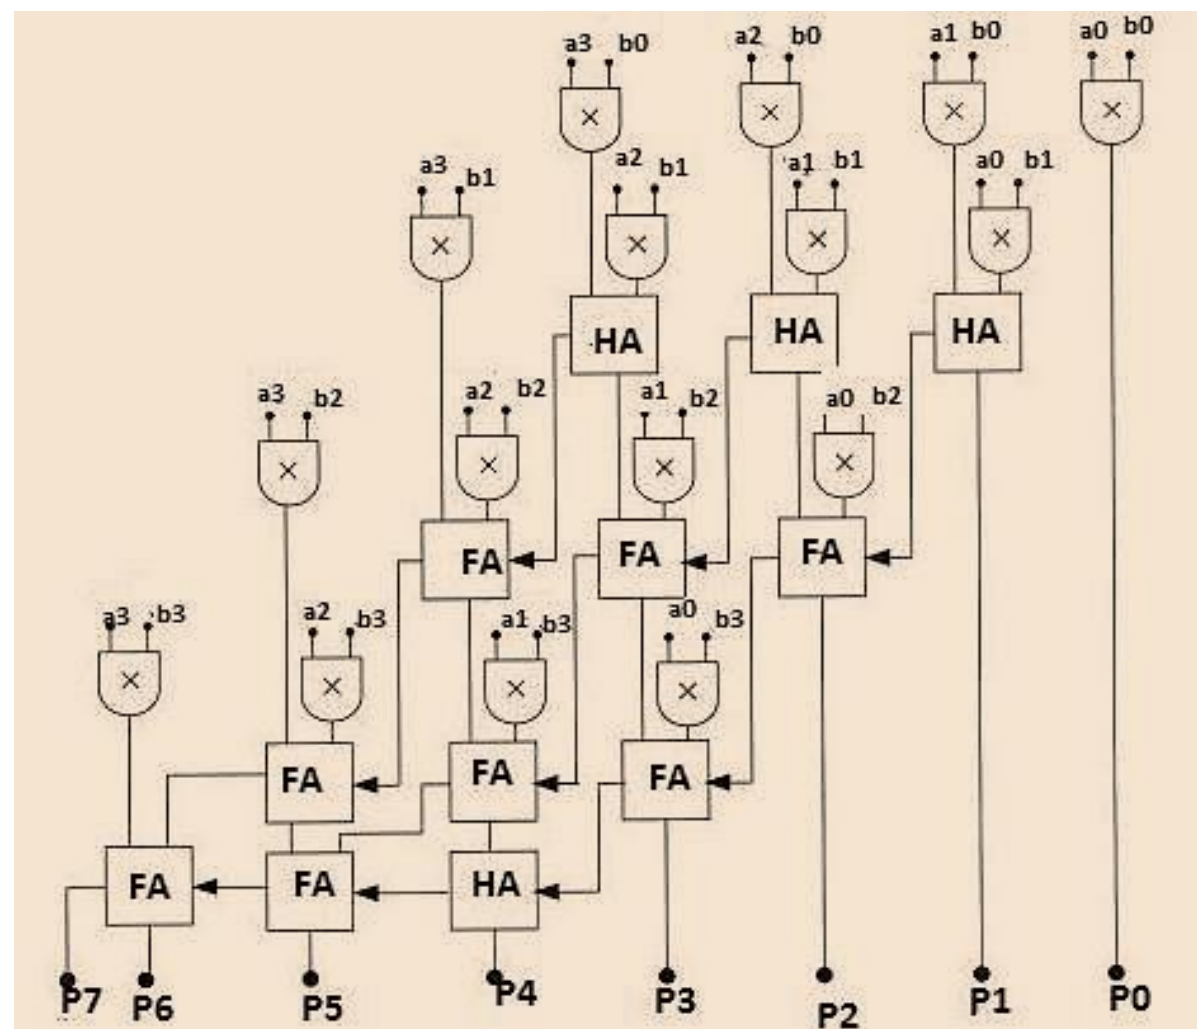 a3 b0 a2 b0 a1 b0 a0 b0
a3 b1 a2 b1 a1 b1 a0 b1
HA HA HA
a3 b2 a2 b2 a1 b2 a0 b2
FA FA FA
a3 b3 a2 b3 a1 b3 a0 b3
FA FA FA
FA FA HA
P7 P6 P5 P4 P3 P2 P1 P0